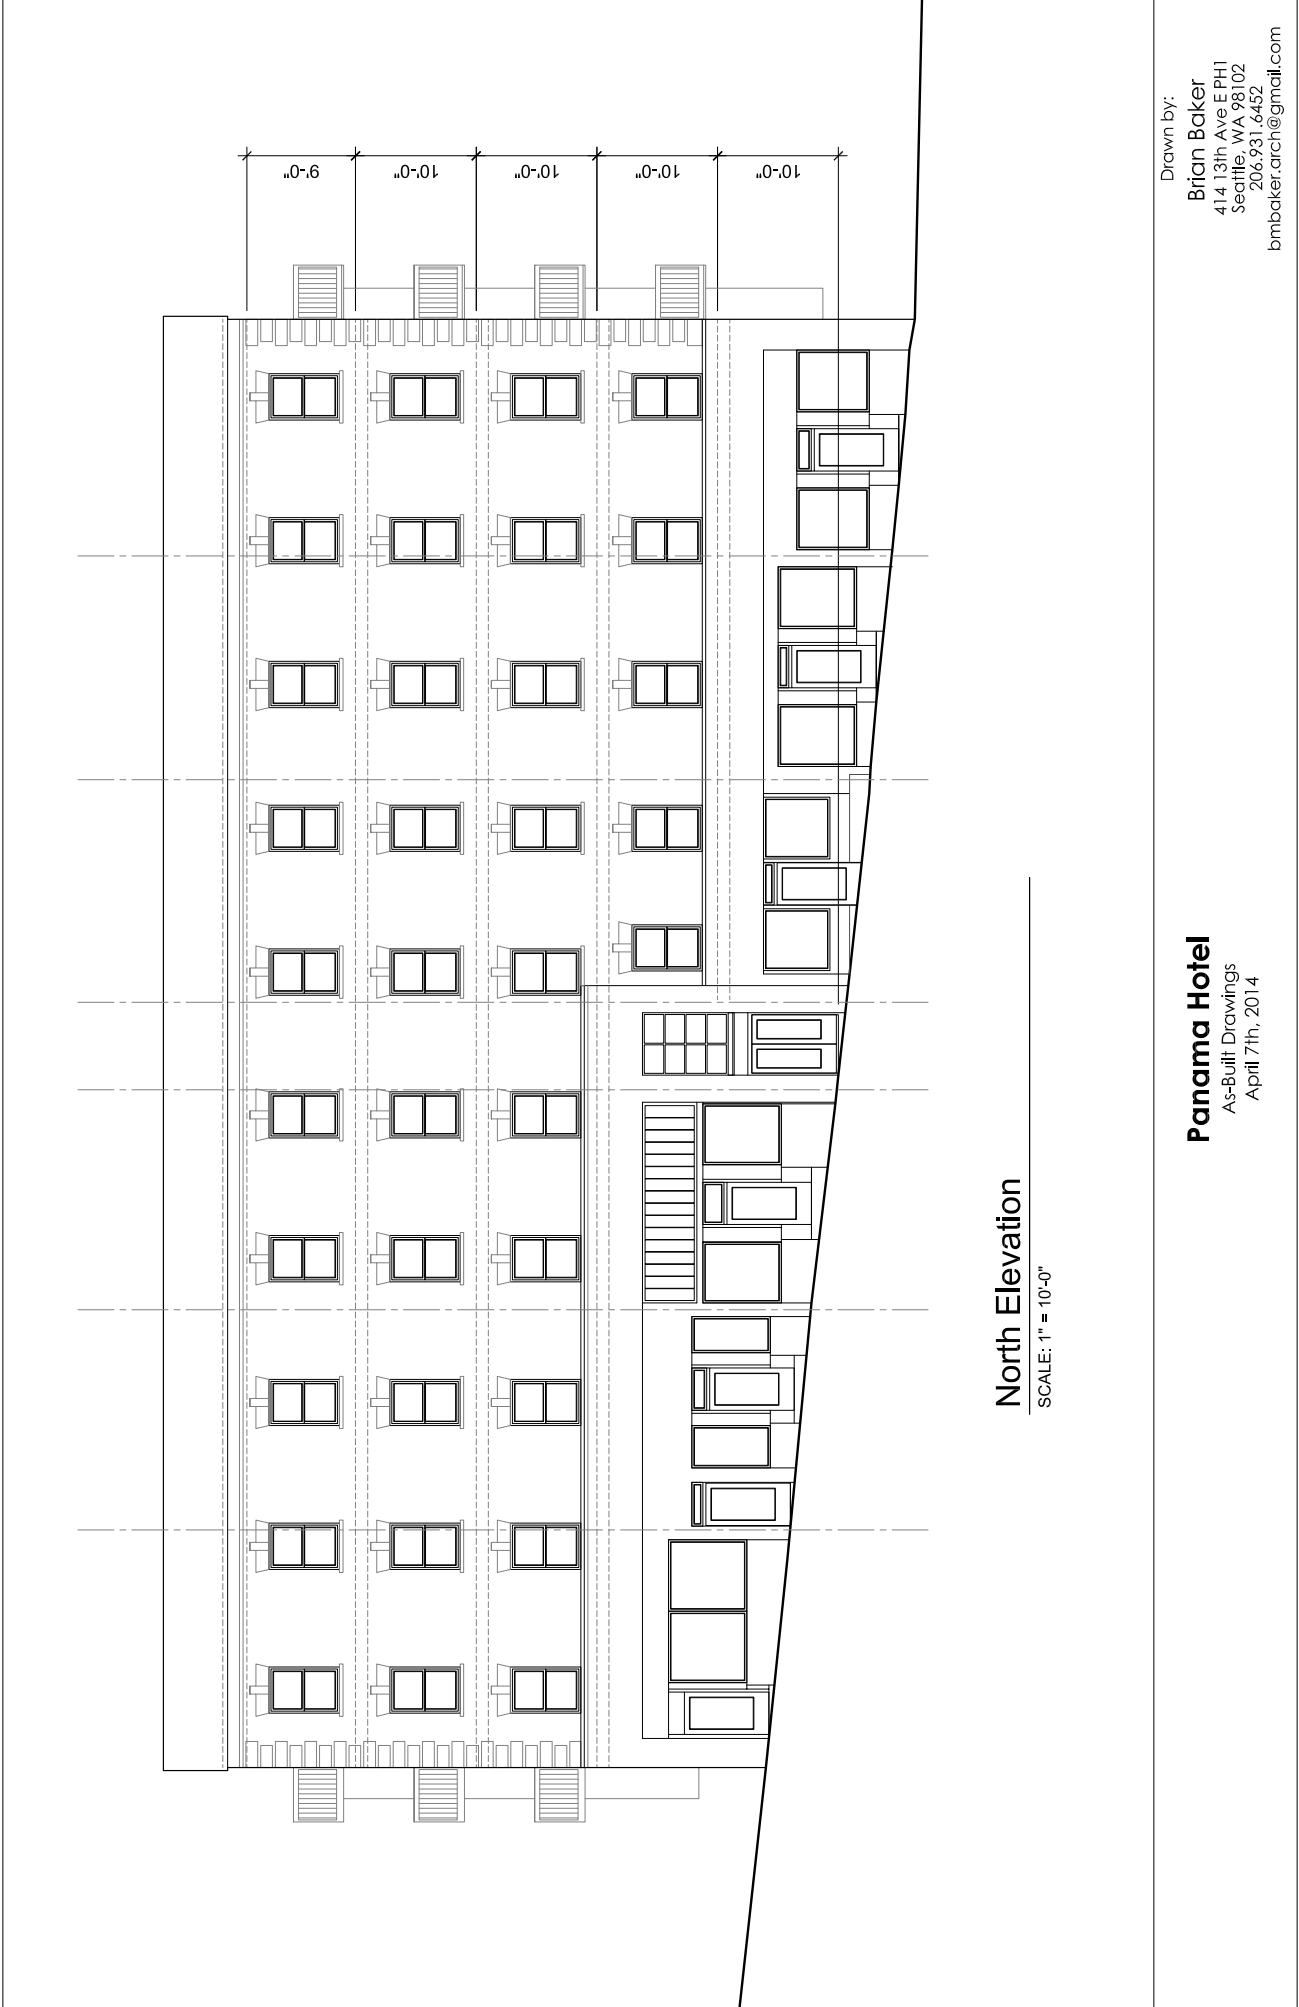 9'-0"
10'-0"
10'-0"
10'-0"
10'-0"
North Elevation
SCALE: 1" = 10'-0"
Panama Hotel
As-Built Drawings
April 7th, 2014
Drawn by:
Brian Baker
414 13th Ave E PH1
Seattle, WA 98102
206.931.6452
bmbaker.arch@gmail.com